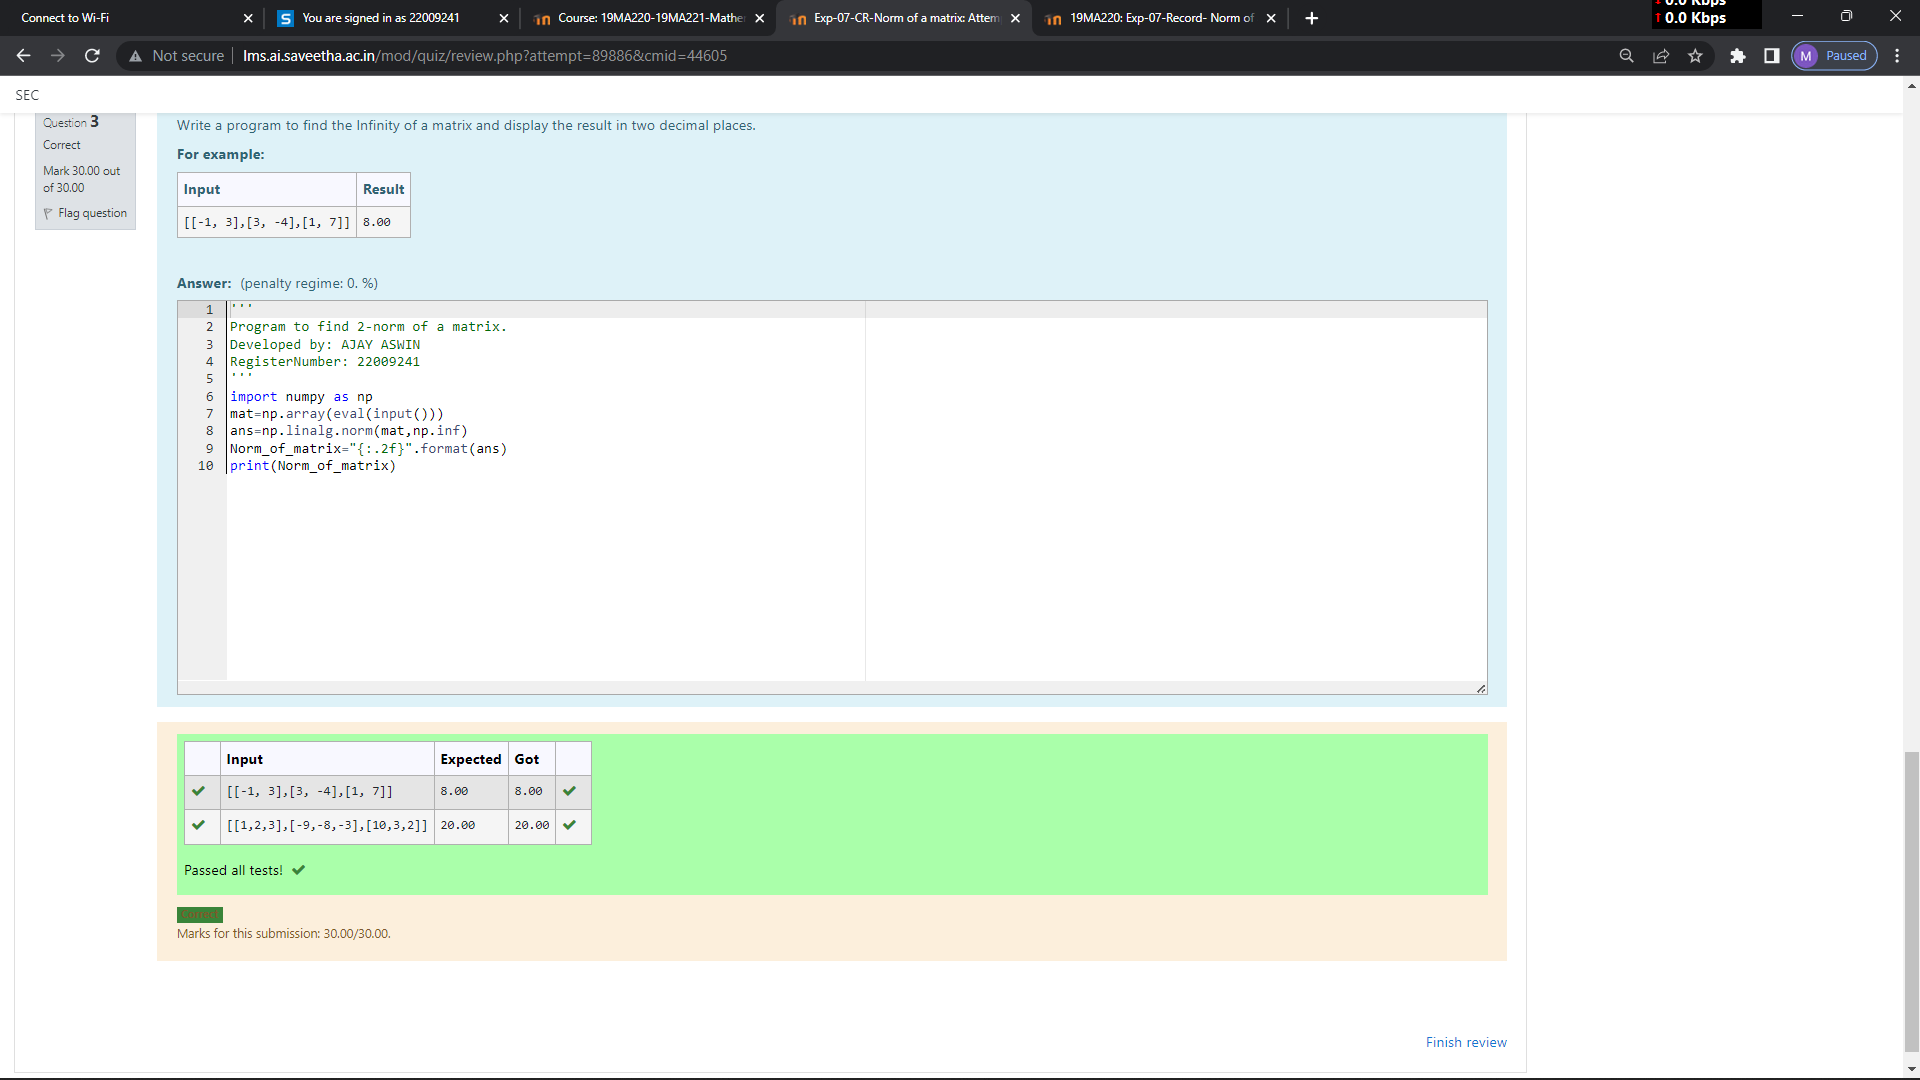 Connect to Wi-Fi
S You are signed in as 22009241
Course: 19MA220-19MA221-Mathe
Exp-07-CR-Norm of a matrix: Attem
19MA220: Exp-07-Record- Norm of
0.0 Kbps
0.0 Kbps
Not secure lms.ai.saveetha.ac.in/mod/quiz/review.php?attempt=89886&cmid=44605
M Paused
SEC
Question 3
Correct
Mark 30.00 out
of 30.00
Flag question
Write a program to find the Infinity of a matrix and display the result in two decimal places.
For example:
Input Result
[[-1, 3],[3, -4],[1, 7]] 8.00
Answer: (penalty regime: 0. %)
1 '''
2 Program to find 2-norm of a matrix.
3 Developed by: AJAY ASWIN
4 RegisterNumber: 22009241
5 '''
6 import numpy as np
7 mat=np.array(eval(input()))
8 ans=np.linalg.norm(mat,np.inf)
9 Norm_of_matrix="{:.2f}".format(ans)
10 print(Norm_of_matrix)
Input Expected Got
[[-1, 3],[3, -4],[1, 7]] 8.00 8.00
[[1,2,3],[-9,-8,-3],[10,3,2]] 20.00 20.00
Passed all tests!
Correct
Marks for this submission: 30.00/30.00.
Finish review